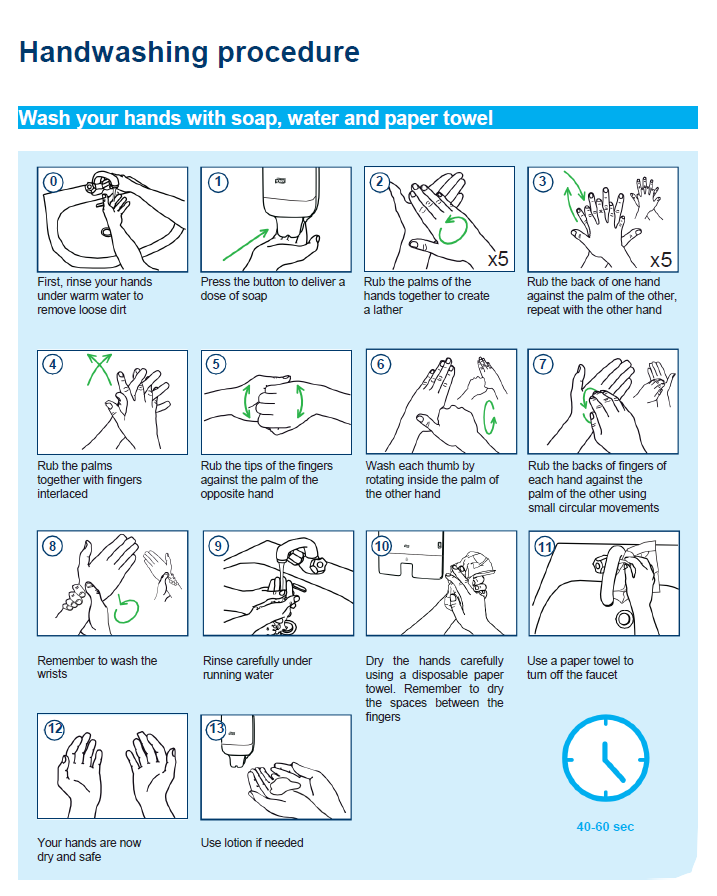 Handwashing procedure
Wash your hands with soap, water and paper towel
0
First, rinse your hands
under warm water to
remove loose dirt
1
Press the button to deliver a
dose of soap
2
x5
Rub the palms of the
hands together to create
a lather
3
x5
Rub the back of one hand
against the palm of the other,
repeat with the other hand
4
Rub the palms
together with fingers
interlaced
5
Rub the tips of the fingers
against the palm of the
opposite hand
6
Wash each thumb by
rotating inside the palm of
the other hand
7
Rub the backs of fingers of
each hand against the
palm of the other using
small circular movements
8
Remember to wash the
wrists
9
Rinse carefully under
running water
10
Dry the hands carefully
using a disposable paper
towel. Remember to dry
the spaces between the
fingers
11
Use a paper towel to
turn off the faucet
12
Your hands are now
dry and safe
13
Use lotion if needed
40-60 sec